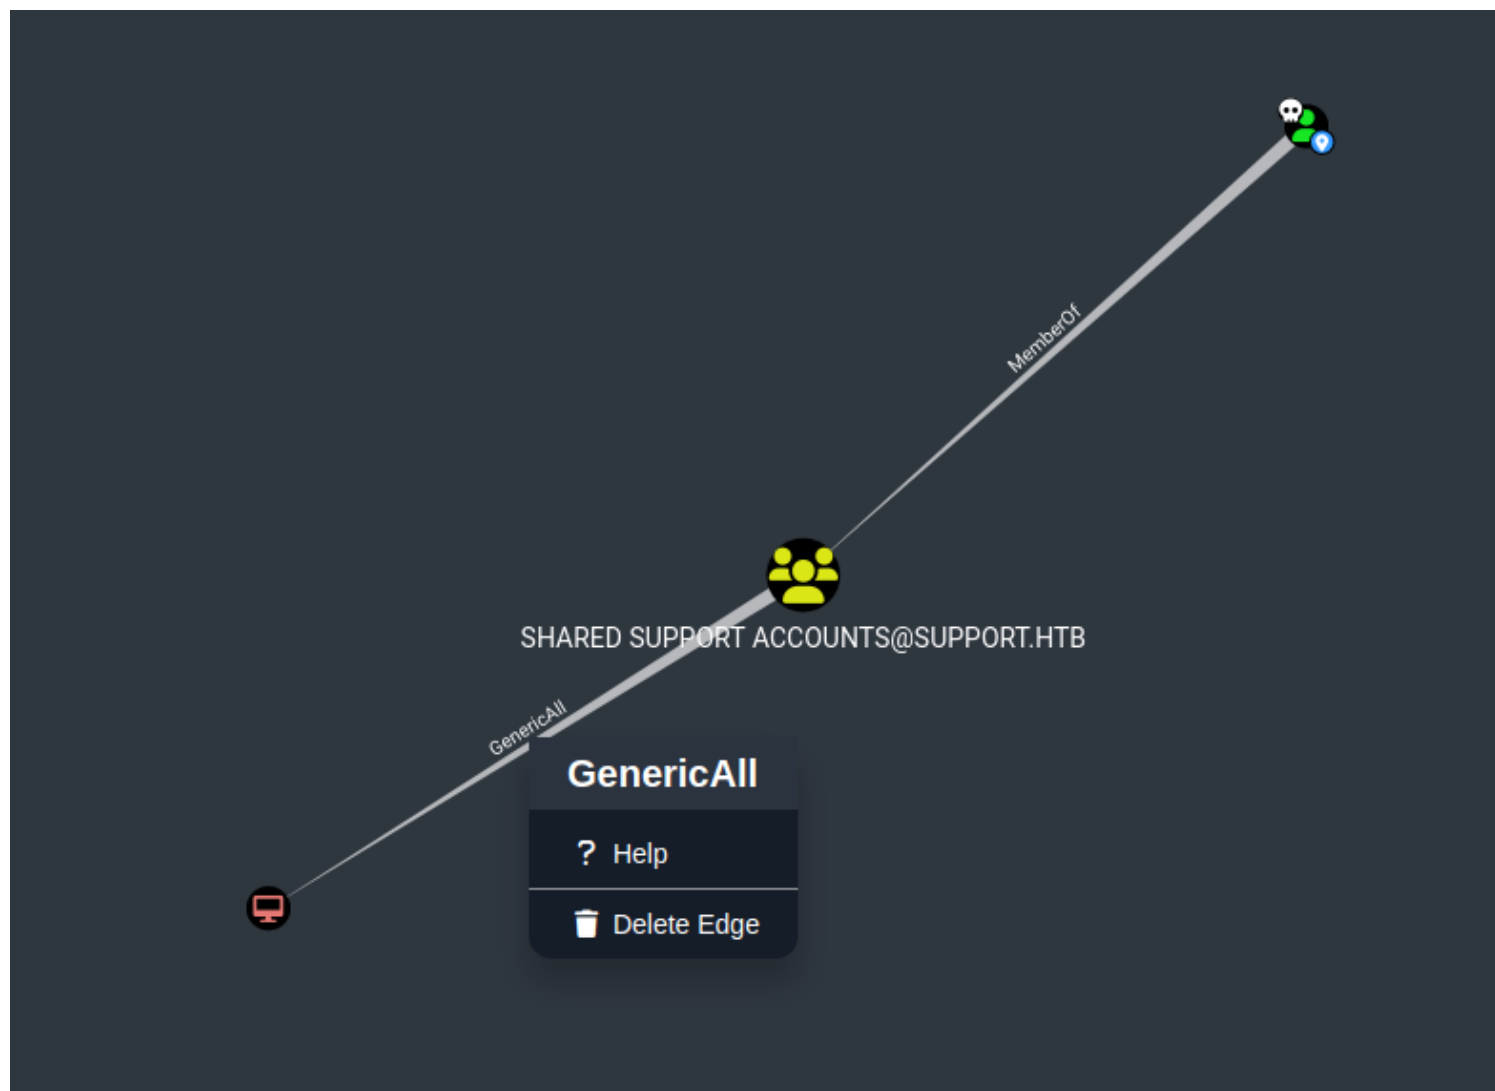 MemberOf
SHARED SUPPORT ACCOUNTS@SUPPORT.HTB
GenericAll
GenericAll
? Help
Delete Edge